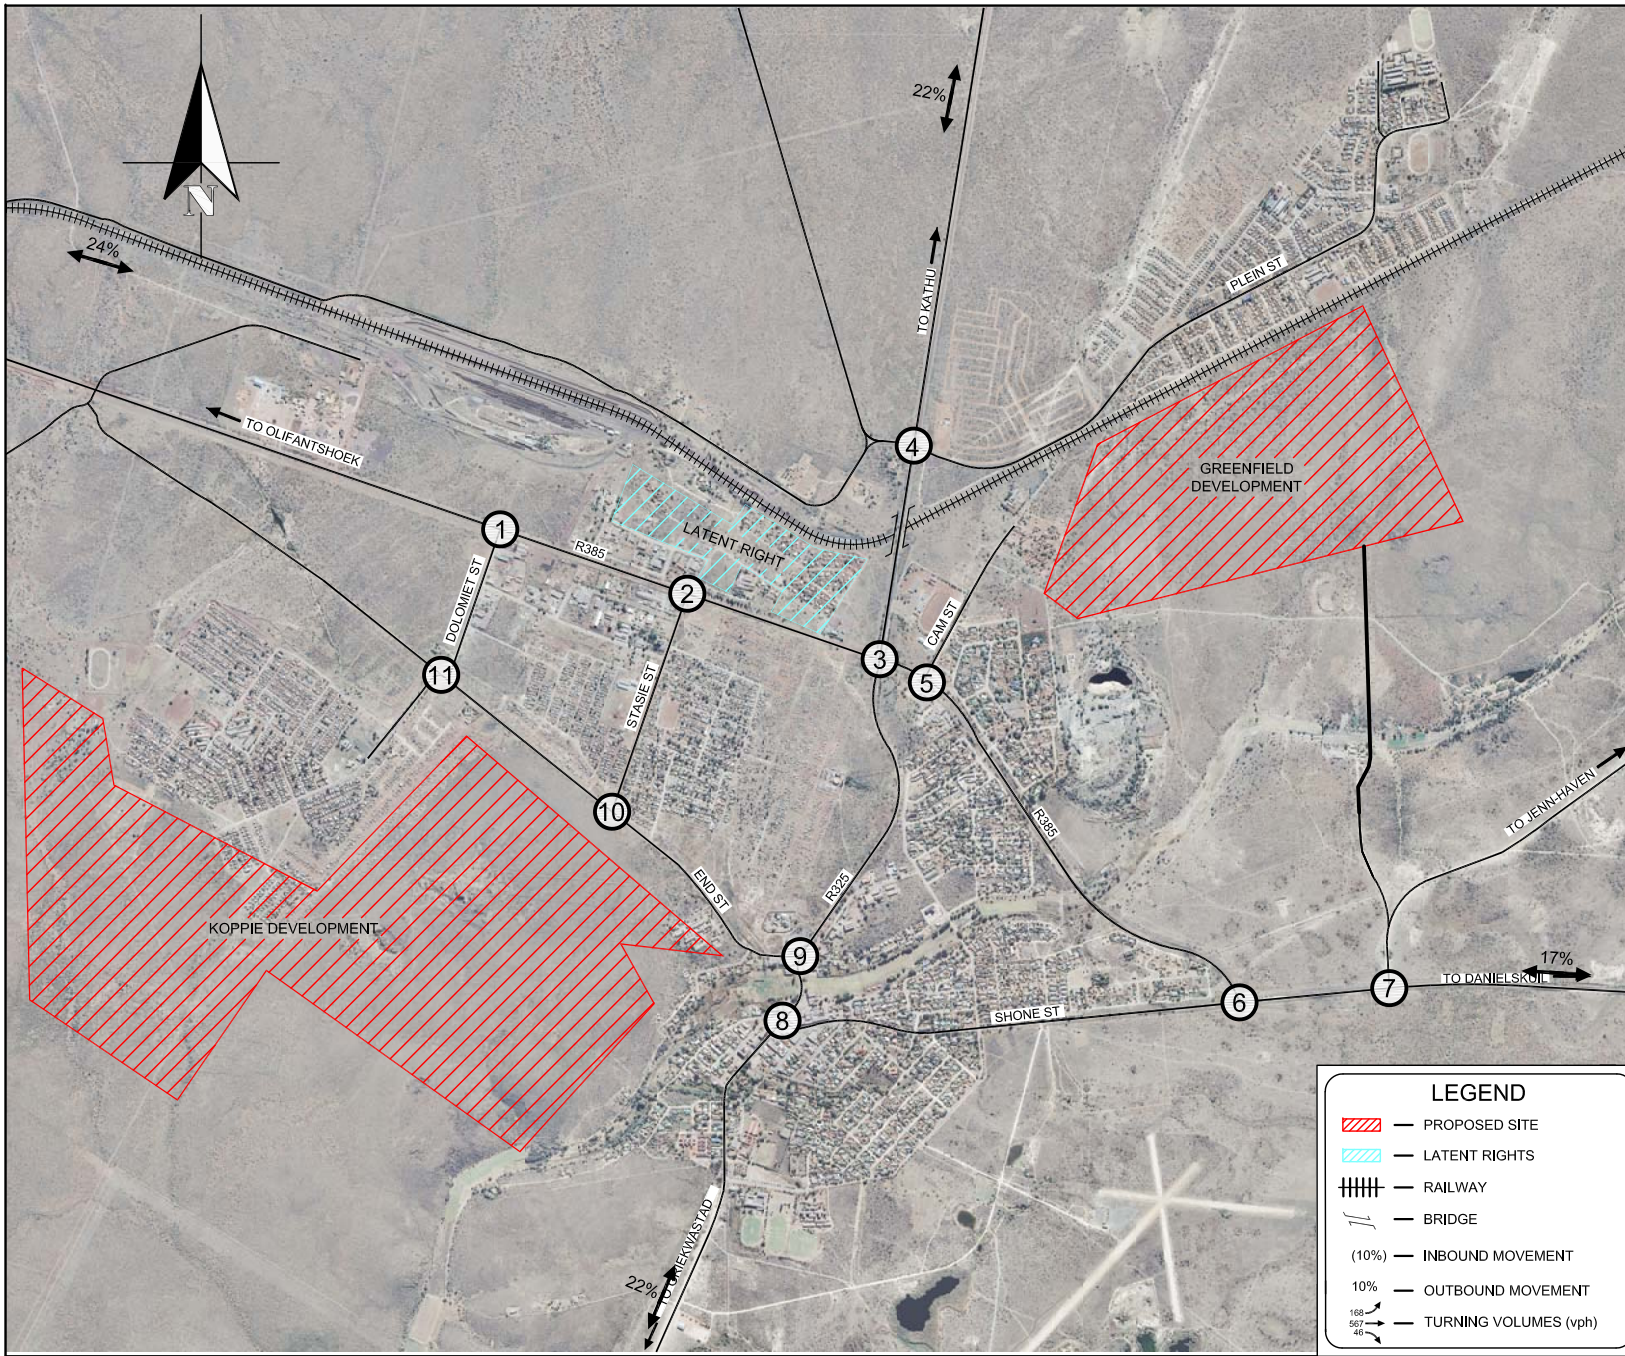 22%
N
24%
PLEIN ST
TO KATHU
TO OLIFANTSHOEK
4
GREENFIELD
DEVELOPMENT
1
R385
LATENT RIGHT
DOLOMIET ST
2
CAM ST
3
11
5
STASIE ST
TO JENN-HAVEN
10
R385
END ST
R325
KOPPIE DEVELOPMENT
9
17%
TO DANIELSKUIL
7
6
SHONE ST
8
TO GRIEKWASTAD
22%
LEGEND
PROPOSED SITE
LATENT RIGHTS
RAILWAY
BRIDGE
(10%) INBOUND MOVEMENT
10% OUTBOUND MOVEMENT
168
567 TURNING VOLUMES (vph)
46